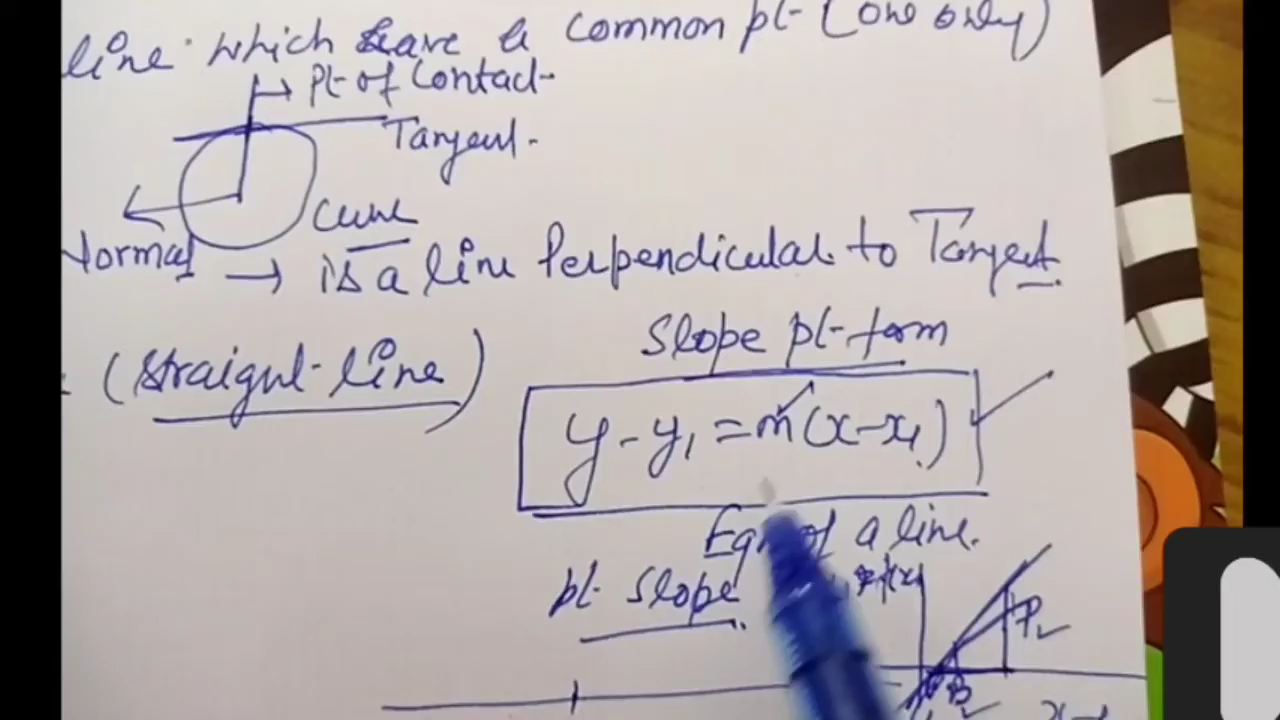 line which have a common pt (one only)
Pt of Contact
Tangent.
Curve
Normal → is a line Perpendicular to Tangent
Slope pt-form
(Straight-line)
y-y₁=m(x-x₁)
Eqn of a line.
pt slope
P
B